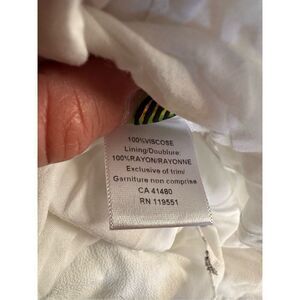 100%VISCOSE
Lining/Doublure:
100%RAYON/RAYONNE
Exclusive of trim/
Garniture non comprise
CA 41480
RN 119551